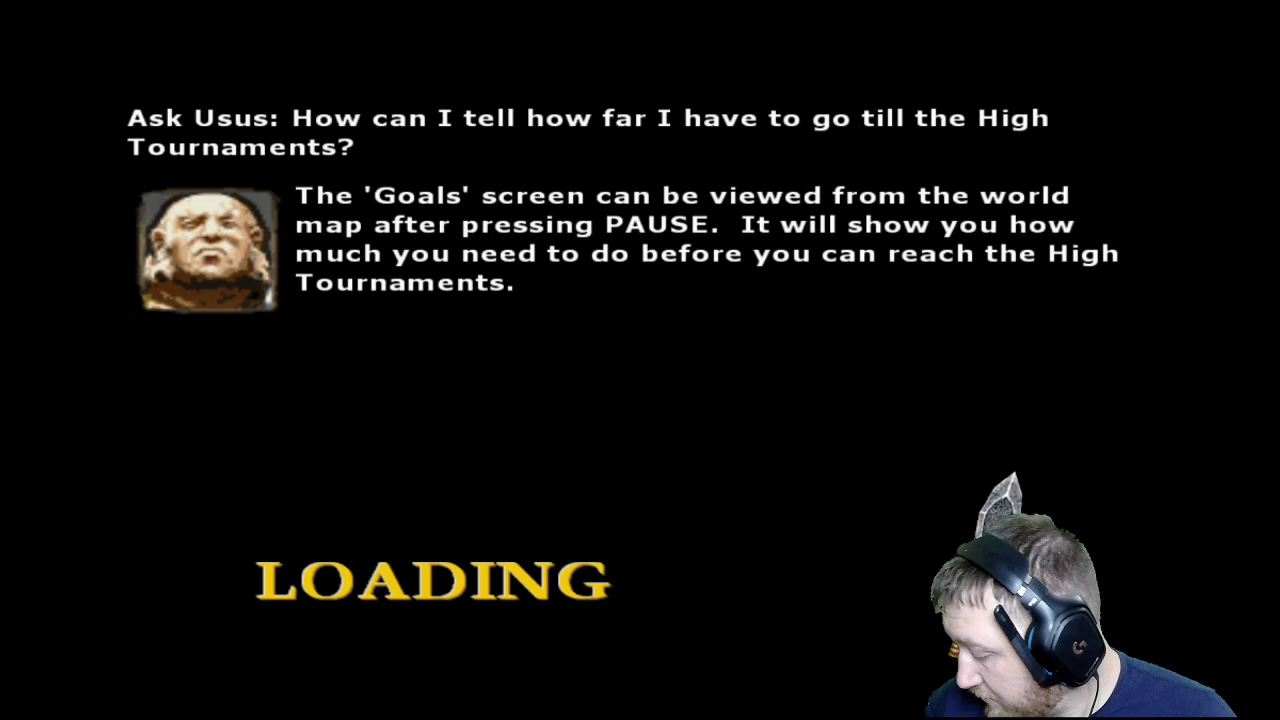 Ask Usus: How can I tell how far I have to go till the High
Tournaments?
The 'Goals' screen can be viewed from the world
map after pressing PAUSE.  It will show you how
much you need to do before you can reach the High
Tournaments.
LOADING